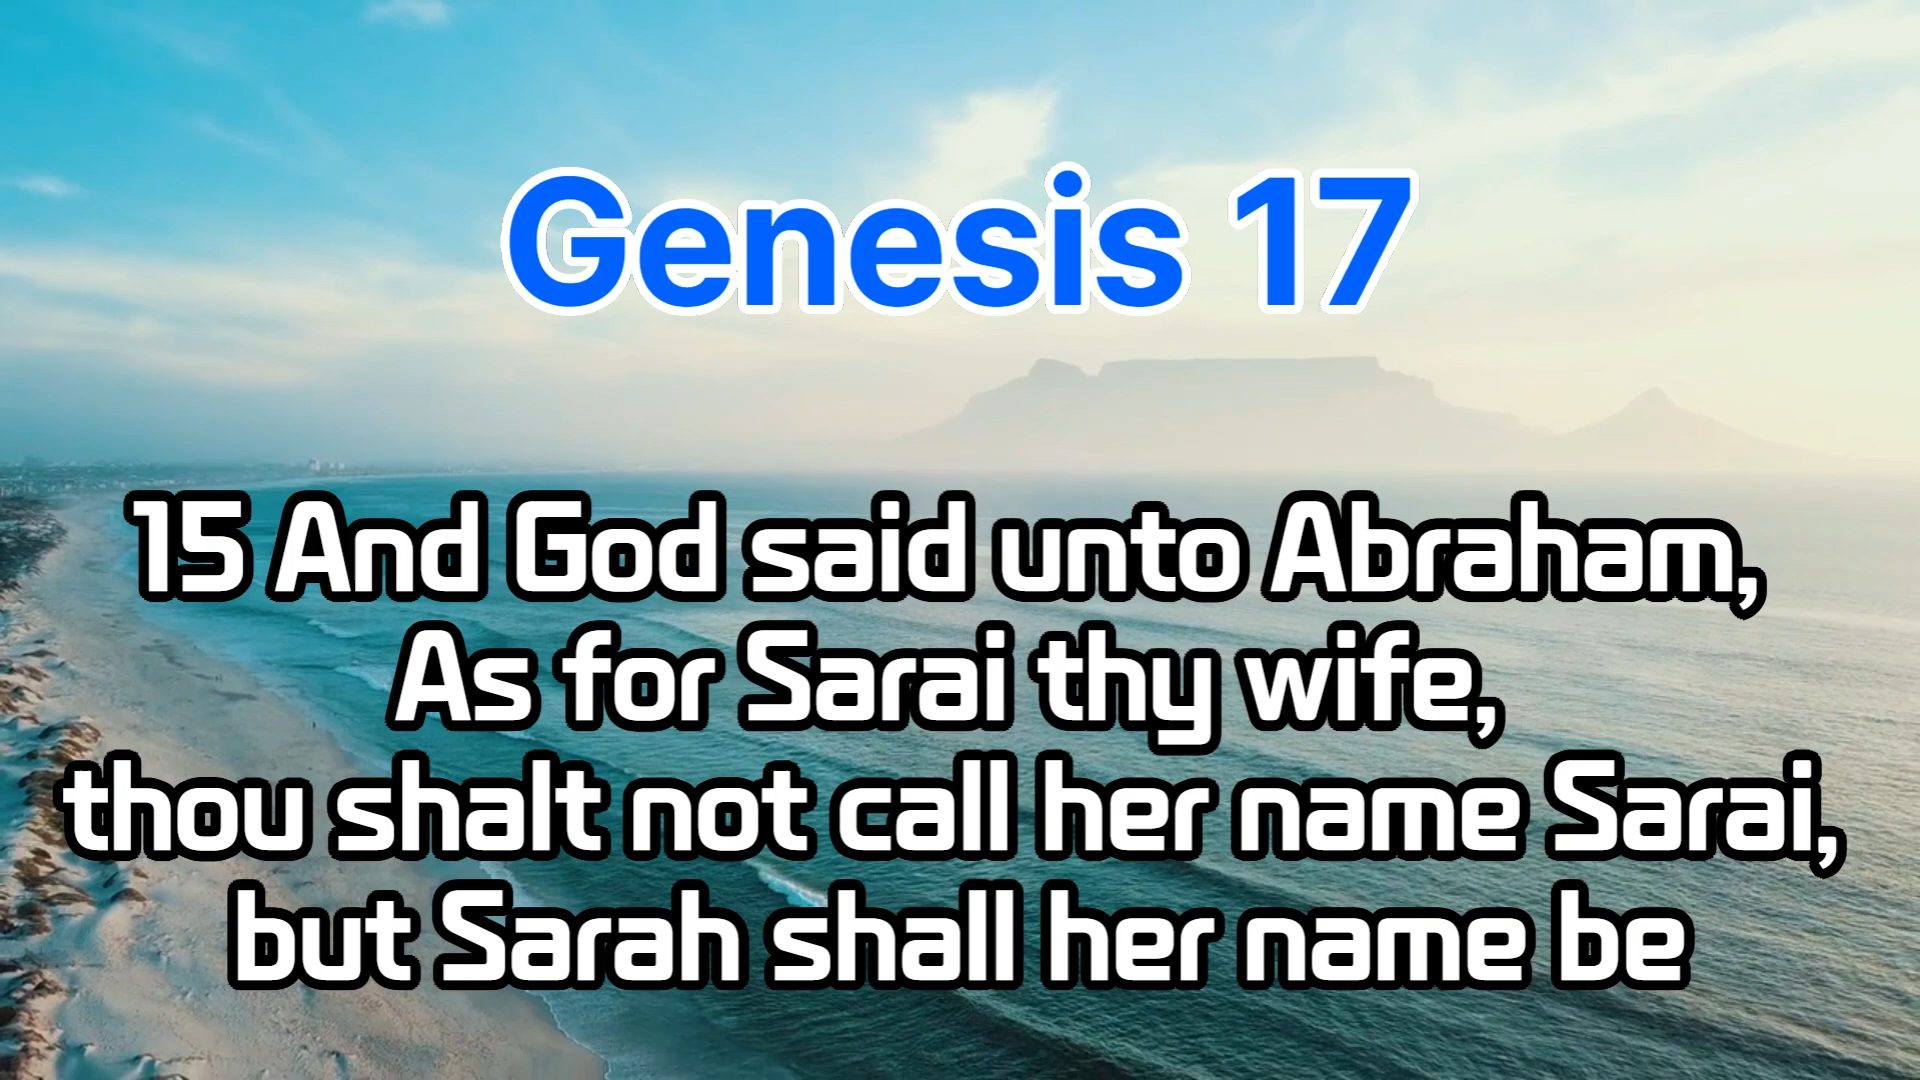 Genesis 17
15 And God said unto Abraham,
As for Sarai thy wife,
thou shalt not call her name Sarai,
but Sarah shall her name be